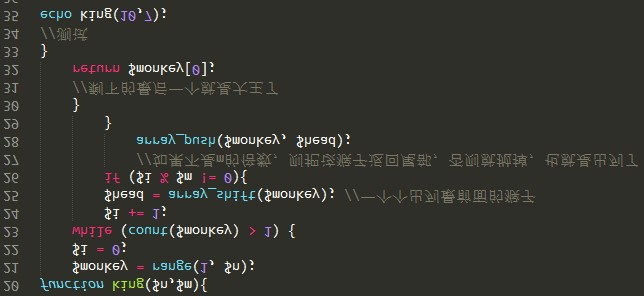 20 function king($n,$m){
21 $monkey = range(1, $n);
22 $i = 0;
23 while (count($monkey) > 1) {
24 $i += 1;
25 $head = array_shift($monkey); //一个个出列最前面的猴子
26 if ($i % $m != 0){
27 //如果不是m的倍数，则把该猴子返回尾部，否则就抛掉，也就是出列了
28 array_push($monkey, $head);
29 }
30 }
31 //剩下的最后一个就是大王了
32 return $monkey[0];
33 }
34 //测试
35 echo king(10,7);